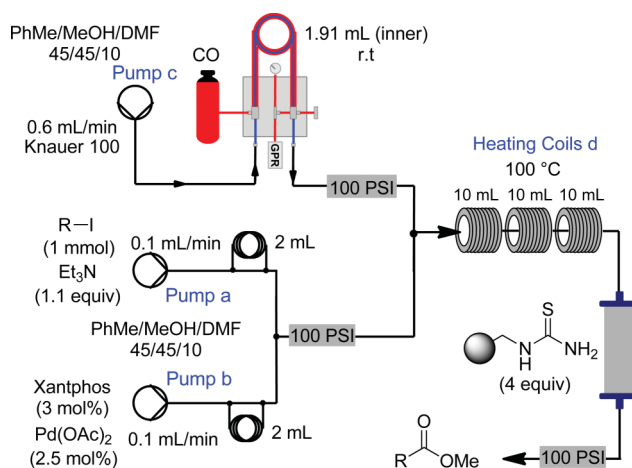 PhMe/MeOH/DMF
45/45/10
Pump c
0.6 mL/min
Knauer 100
CO
1.91 mL (inner)
r.t
GPR
100 PSI
Heating Coils d
100 °C
10 mL 10 mL 10 mL
R—I
(1 mmol)
Et₃N
(1.1 equiv)
0.1 mL/min
2 mL
Pump a
PhMe/MeOH/DMF
45/45/10
100 PSI
Xantphos
(3 mol%)
Pd(OAc)₂
(2.5 mol%)
Pump b
0.1 mL/min
2 mL
S
N
H
NH₂
(4 equiv)
O
R
OMe
100 PSI